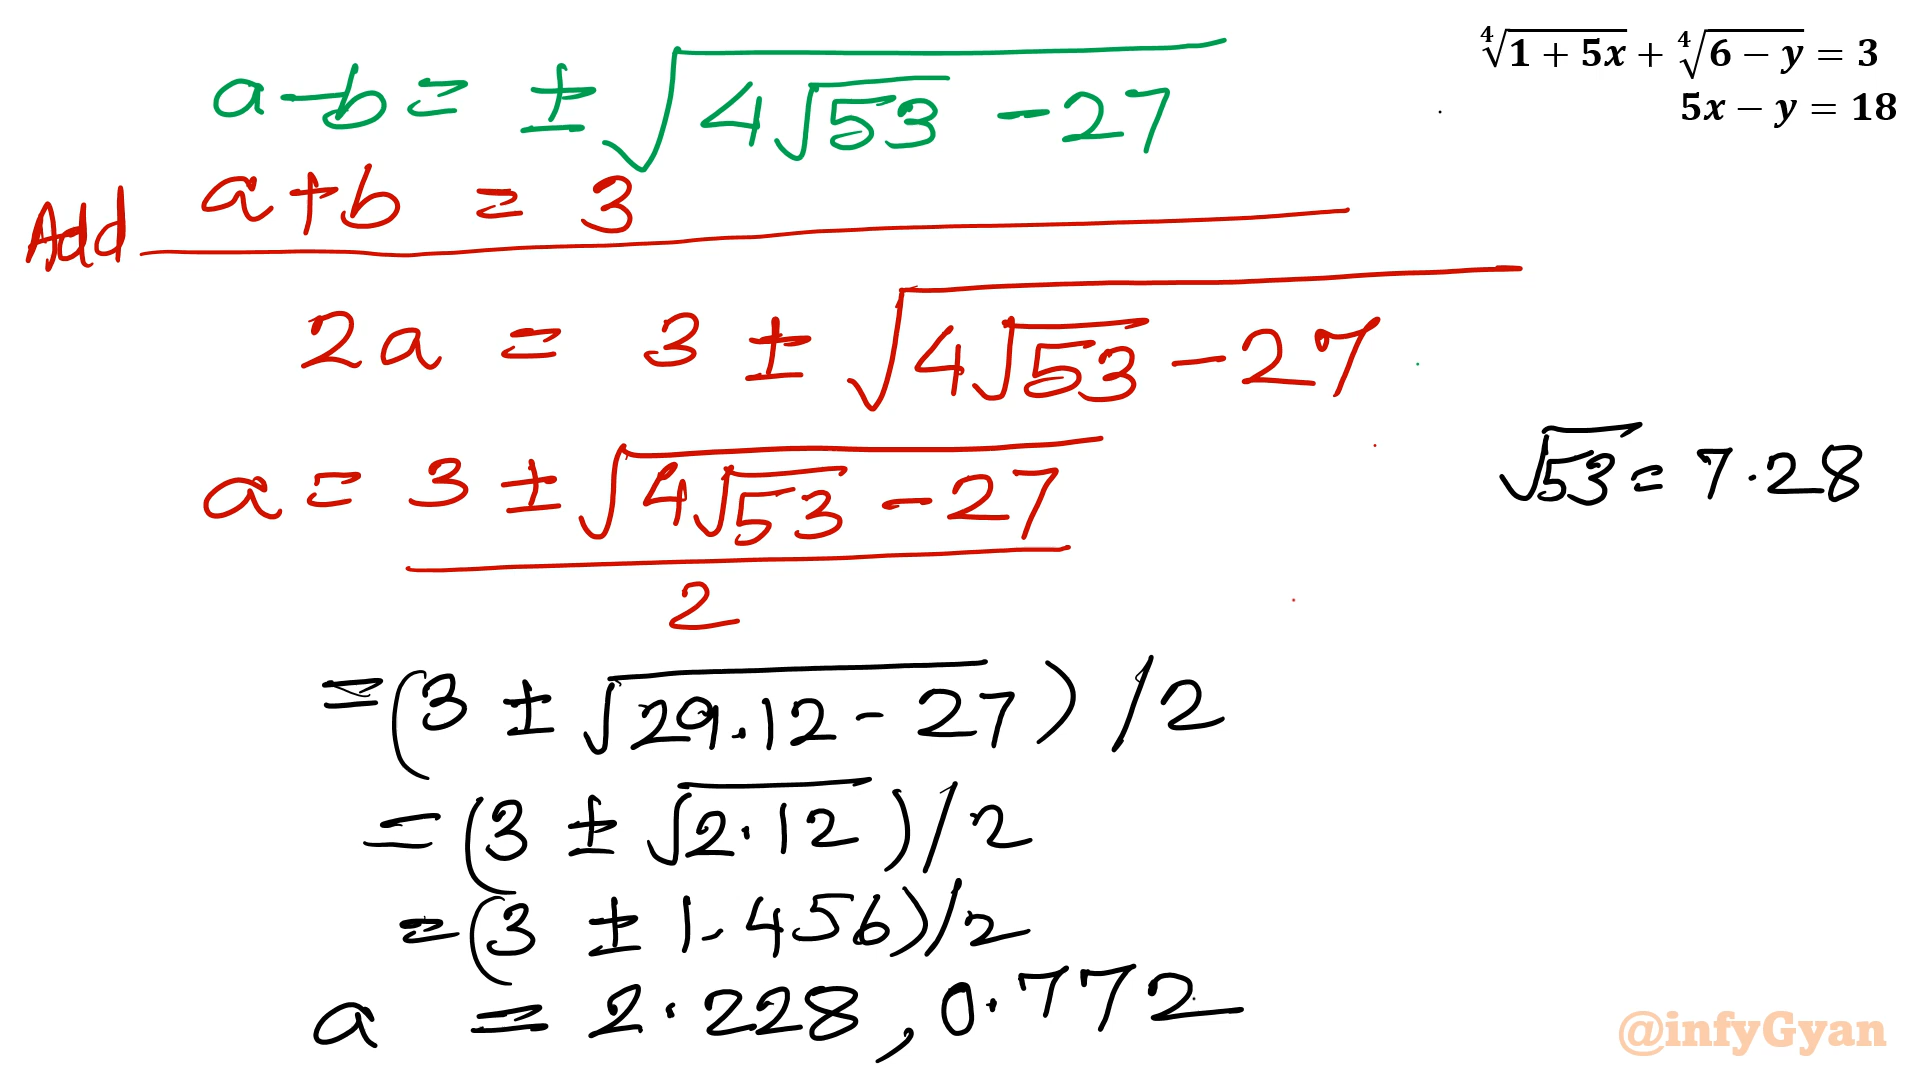 ∜(1 + 5x) + ∜(6 − y) = 3
5x − y = 18
a-b = ± √(4√53 - 27)
Add a+b = 3
2a = 3 ± √(4√53 - 27)
a = (3 ± √(4√53 - 27))/2
√53 = 7.28
= (3 ± √(29.12 - 27))/2
= (3 ± √2.12)/2
= (3 ± 1.456)/2
a = 2.228, 0.772
@infyGyan